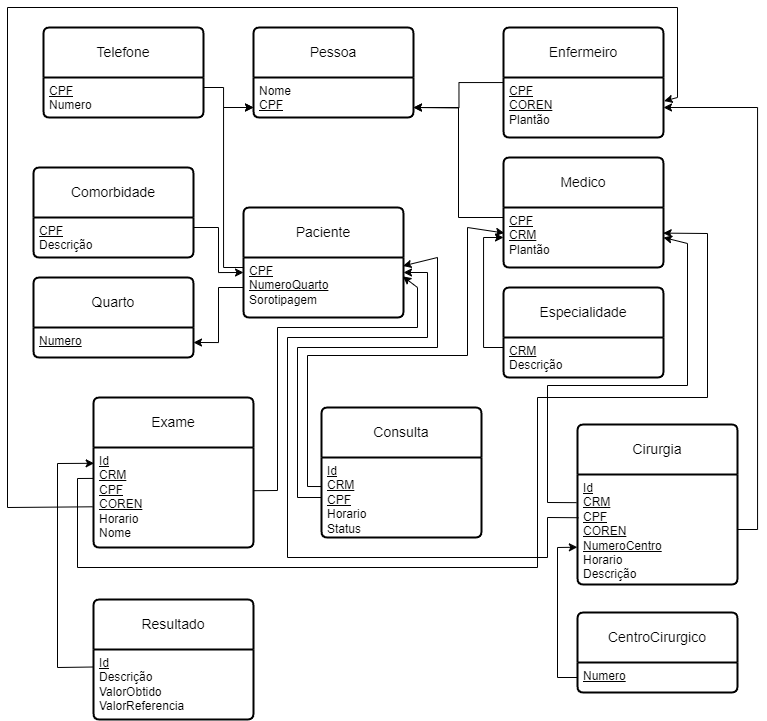 Telefone
CPF
Numero
Pessoa
Nome
CPF
Enfermeiro
CPF
COREN
Plantão
Comorbidade
CPF
Descrição
Paciente
CPF
NumeroQuarto
Sorotipagem
Medico
CPF
CRM
Plantão
Quarto
Numero
Especialidade
CRM
Descrição
Exame
Id
CRM
CPF
COREN
Horario
Nome
Consulta
Id
CRM
CPF
Horario
Status
Cirurgia
Id
CRM
CPF
COREN
NumeroCentro
Horario
Descrição
Resultado
Id
Descrição
ValorObtido
ValorReferencia
CentroCirurgico
Numero